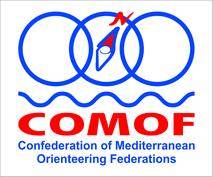 COMOF
Confederation of Mediterranean
Orienteering Federations